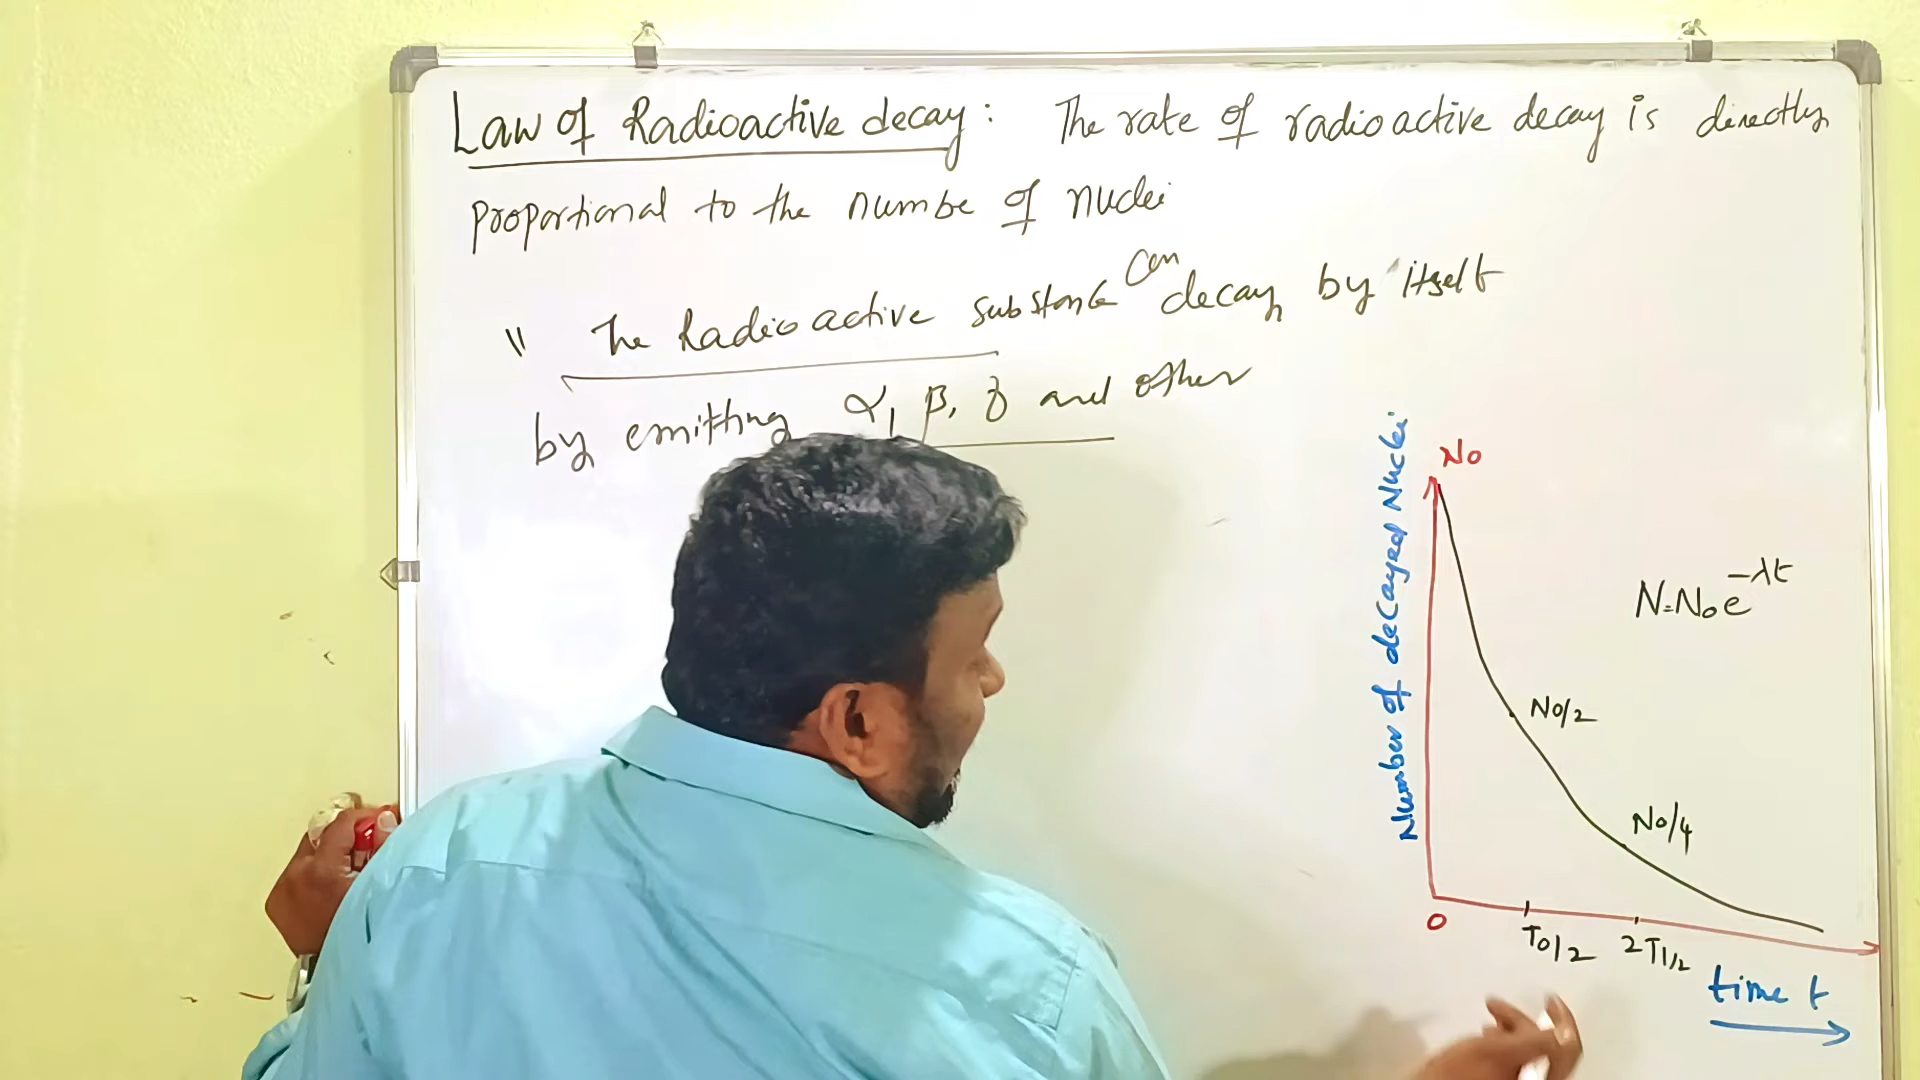 Law of Radioactive decay: The rate of radioactive decay is directly
proportional to the numbe of nuclei
" The Radioactive substance can decay by itself
by emitting α, β, γ and other
Number of decayed Nuclei
No
N=Noe^-λt
No/2
No/4
0
To/2
2T1/2
time t